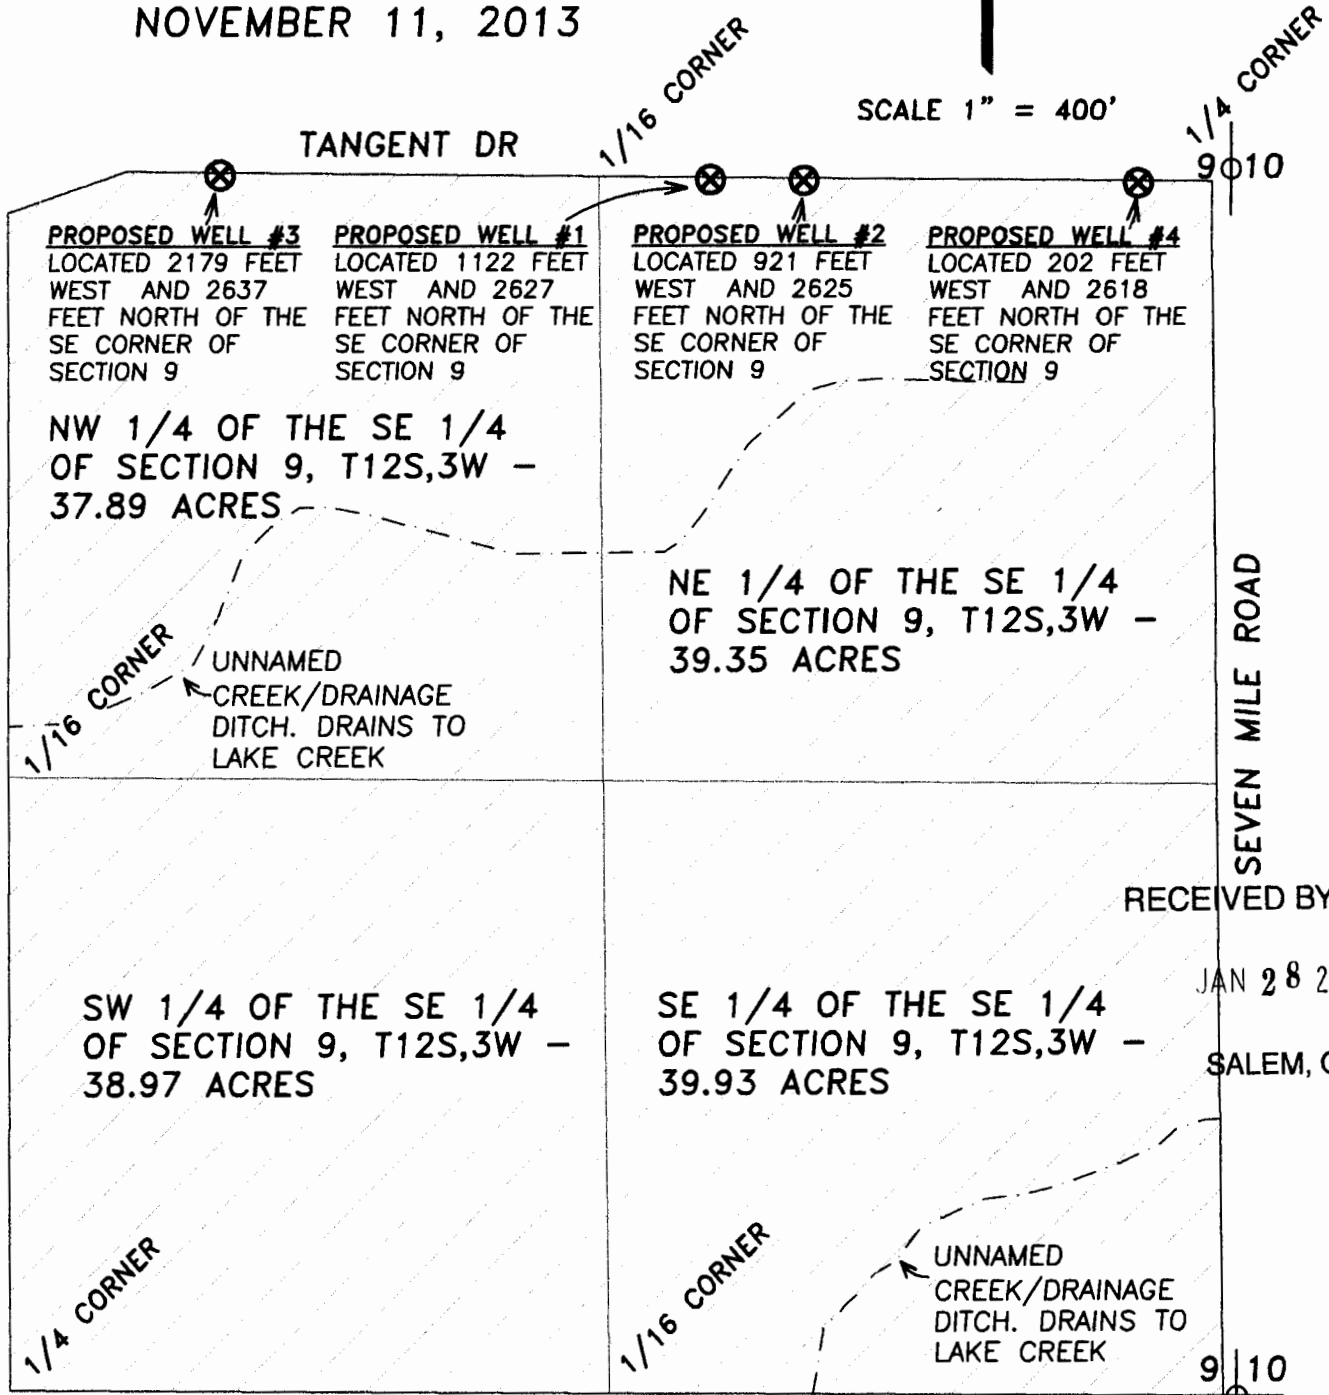 NOVEMBER 11, 2013
1/16 CORNER
SCALE 1" = 400'
1/4 CORNER
TANGENT DR
9 10
PROPOSED WELL #3
LOCATED 2179 FEET
WEST AND 2637
FEET NORTH OF THE
SE CORNER OF
SECTION 9
PROPOSED WELL #1
LOCATED 1122 FEET
WEST AND 2627
FEET NORTH OF THE
SE CORNER OF
SECTION 9
PROPOSED WELL #2
LOCATED 921 FEET
WEST AND 2625
FEET NORTH OF THE
SE CORNER OF
SECTION 9
PROPOSED WELL #4
LOCATED 202 FEET
WEST AND 2618
FEET NORTH OF THE
SE CORNER OF
SECTION 9
NW 1/4 OF THE SE 1/4
OF SECTION 9, T12S,3W -
37.89 ACRES
NE 1/4 OF THE SE 1/4
OF SECTION 9, T12S,3W -
39.35 ACRES
SEVEN MILE ROAD
1/16 CORNER
UNNAMED
CREEK/DRAINAGE
DITCH. DRAINS TO
LAKE CREEK
RECEIVED BY
JAN 28 2
SALEM, O
SW 1/4 OF THE SE 1/4
OF SECTION 9, T12S,3W -
38.97 ACRES
SE 1/4 OF THE SE 1/4
OF SECTION 9, T12S,3W -
39.93 ACRES
1/4 CORNER
1/16 CORNER
UNNAMED
CREEK/DRAINAGE
DITCH. DRAINS TO
LAKE CREEK
9 10